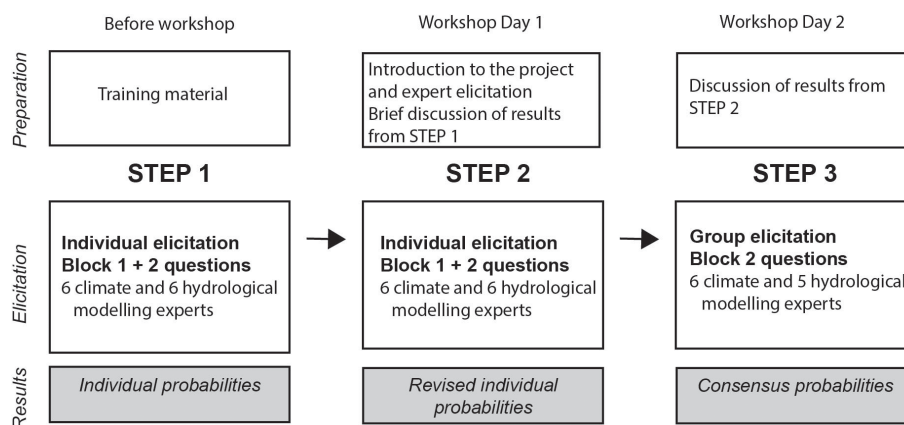 Before workshop
Workshop Day 1
Workshop Day 2
Preparation
Training material
Introduction to the project
and expert elicitation
Brief discussion of results
from STEP 1
Discussion of results from
STEP 2
STEP 1
STEP 2
STEP 3
Elicitation
Individual elicitation
Block 1 + 2 questions
6 climate and 6 hydrological
modelling experts
Individual elicitation
Block 1 + 2 questions
6 climate and 6 hydrological
modelling experts
Group elicitation
Block 2 questions
6 climate and 5 hydrological
modelling experts
Results
Individual probabilities
Revised individual
probabilities
Consensus probabilities